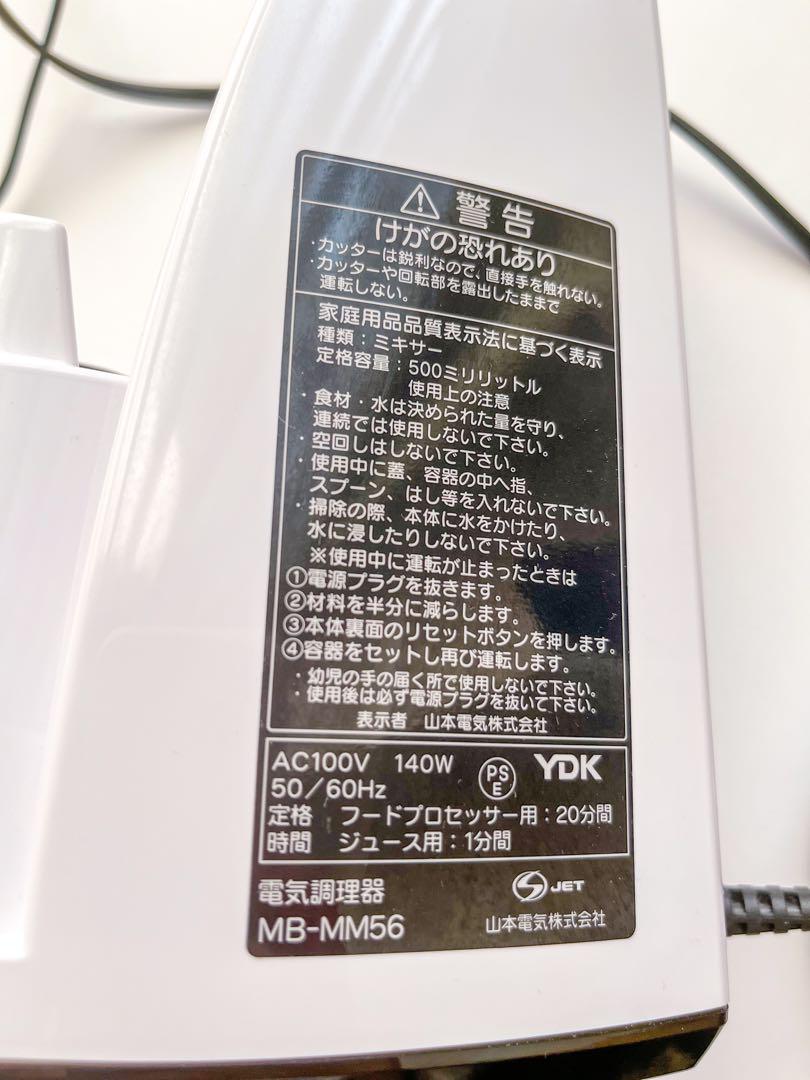 警告
けがの恐れあり
・カッターは鋭利なので、直接手を触れない。
・カッターや回転部を露出したままで
運転しない。
家庭用品品質表示法に基づく表示
種類：ミキサー
定格容量：500ミリリットル
使用上の注意
・食材・水は決められた量を守り、
連続では使用しないで下さい。
・空回しはしないで下さい。
・使用中に蓋、容器の中へ指、
スプーン、はし等を入れないで下さい。
・掃除の際、本体に水をかけたり、
水に浸したりしないで下さい。
※使用中に運転が止まったときは
①電源プラグを抜きます。
②材料を半分に減らします。
③本体裏面のリセットボタンを押します。
④容器をセットし再び運転します。
・幼児の手の届く所で使用しないで下さい。
・使用後は必ず電源プラグを抜いて下さい。
表示者 山本電気株式会社
AC100V 140W PSE YDK
50／60Hz
定格 フードプロセッサー用：20分間
時間 ジュース用：1分間
電気調理器 S JET
MB-MM56 山本電気株式会社